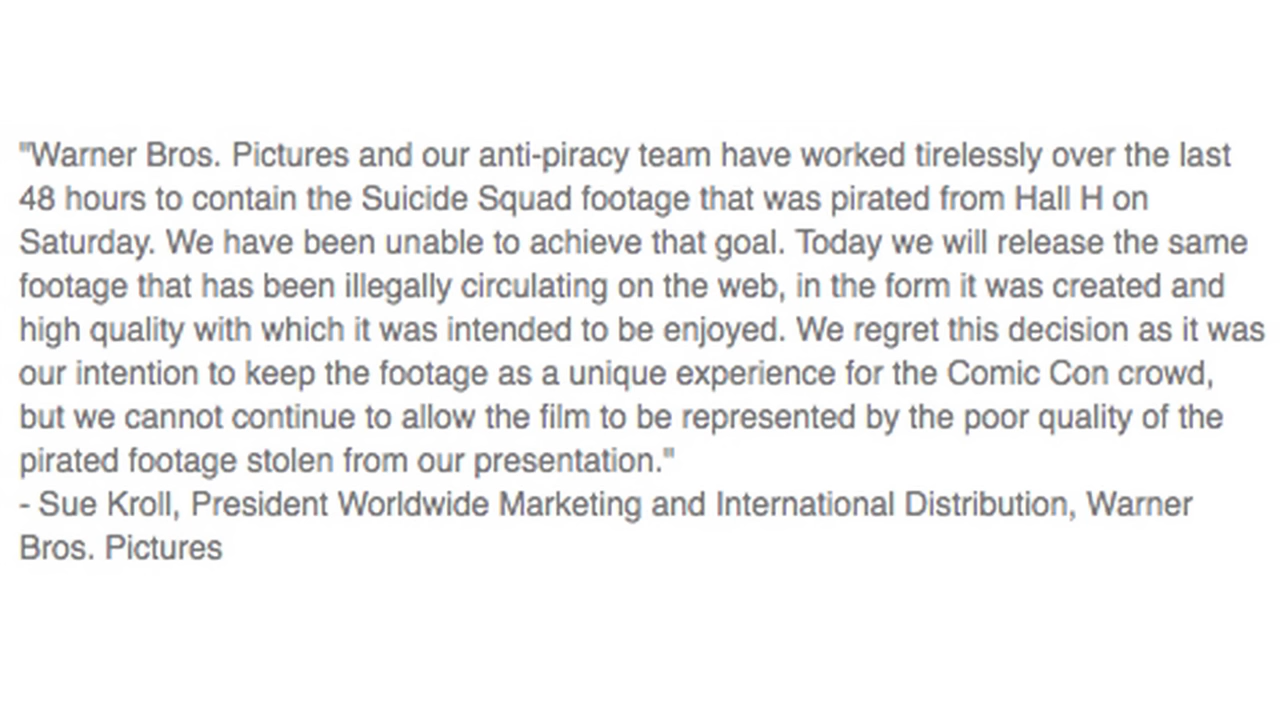 "Warner Bros. Pictures and our anti-piracy team have worked tirelessly over the last
48 hours to contain the Suicide Squad footage that was pirated from Hall H on
Saturday. We have been unable to achieve that goal. Today we will release the same
footage that has been illegally circulating on the web, in the form it was created and
high quality with which it was intended to be enjoyed. We regret this decision as it was
our intention to keep the footage as a unique experience for the Comic Con crowd,
but we cannot continue to allow the film to be represented by the poor quality of the
pirated footage stolen from our presentation."
- Sue Kroll, President Worldwide Marketing and International Distribution, Warner
Bros. Pictures